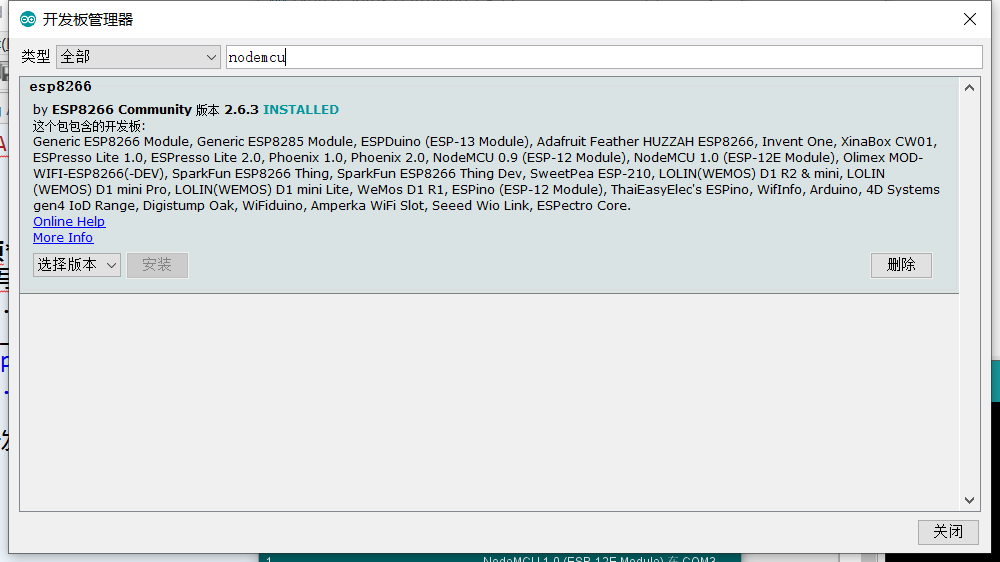 开发板管理器
类型 全部 nodemcu
esp8266
by ESP8266 Community 版本 2.6.3 INSTALLED
这个包包含的开发板:
Generic ESP8266 Module, Generic ESP8285 Module, ESPDuino (ESP-13 Module), Adafruit Feather HUZZAH ESP8266, Invent One, XinaBox CW01,
ESPresso Lite 1.0, ESPresso Lite 2.0, Phoenix 1.0, Phoenix 2.0, NodeMCU 0.9 (ESP-12 Module), NodeMCU 1.0 (ESP-12E Module), Olimex MOD-
WIFI-ESP8266(-DEV), SparkFun ESP8266 Thing, SparkFun ESP8266 Thing Dev, SweetPea ESP-210, LOLIN(WEMOS) D1 R2 & mini, LOLIN
(WEMOS) D1 mini Pro, LOLIN(WEMOS) D1 mini Lite, WeMos D1 R1, ESPino (ESP-12 Module), ThaiEasyElec's ESPino, WifInfo, Arduino, 4D Systems
gen4 IoD Range, Digistump Oak, WiFiduino, Amperka WiFi Slot, Seeed Wio Link, ESPectro Core.
Online Help
More Info
选择版本 安装 删除
关闭
1 NodeMCU 1.0 (ESP-12E Module) 在 COM3